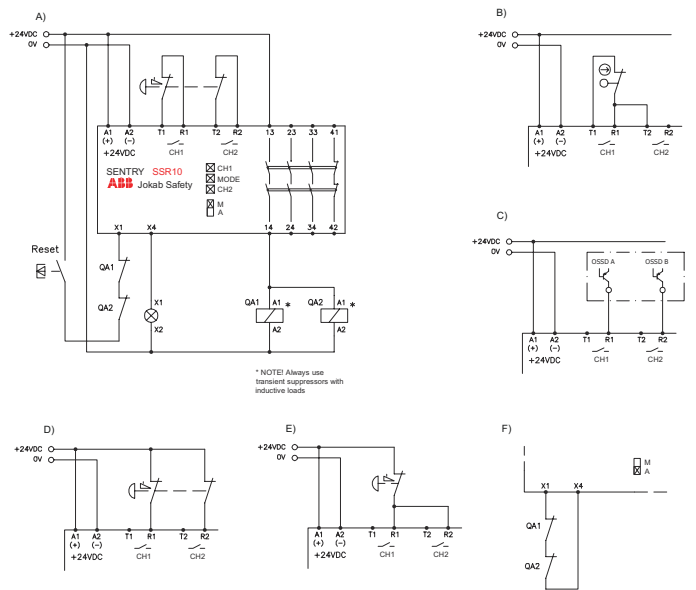 A)
+24VDC
0V
A1 A2 T1 R1 T2 R2 13 23 33 41
(+) (−)
+24VDC CH1 CH2
SENTRY SSR10
ABB Jokab Safety
CH1
MODE
CH2
M
A
X1 X4 14 24 34 42
Reset
QA1
QA2
X1
X2
QA1 A1 * QA2 A1 *
A2 A2
* NOTE! Always use
transient suppressors with
inductive loads
B)
+24VDC
0V
A1 A2 T1 R1 T2 R2
(+) (−)
+24VDC CH1 CH2
C)
+24VDC
0V
OSSD A OSSD B
A1 A2 T1 R1 T2 R2
(+) (−)
+24VDC CH1 CH2
D)
+24VDC
0V
A1 A2 T1 R1 T2 R2
(+) (−)
+24VDC CH1 CH2
E)
+24VDC
0V
A1 A2 T1 R1 T2 R2
(+) (−)
+24VDC CH1 CH2
F)
M
A
X1 X4
QA1
QA2